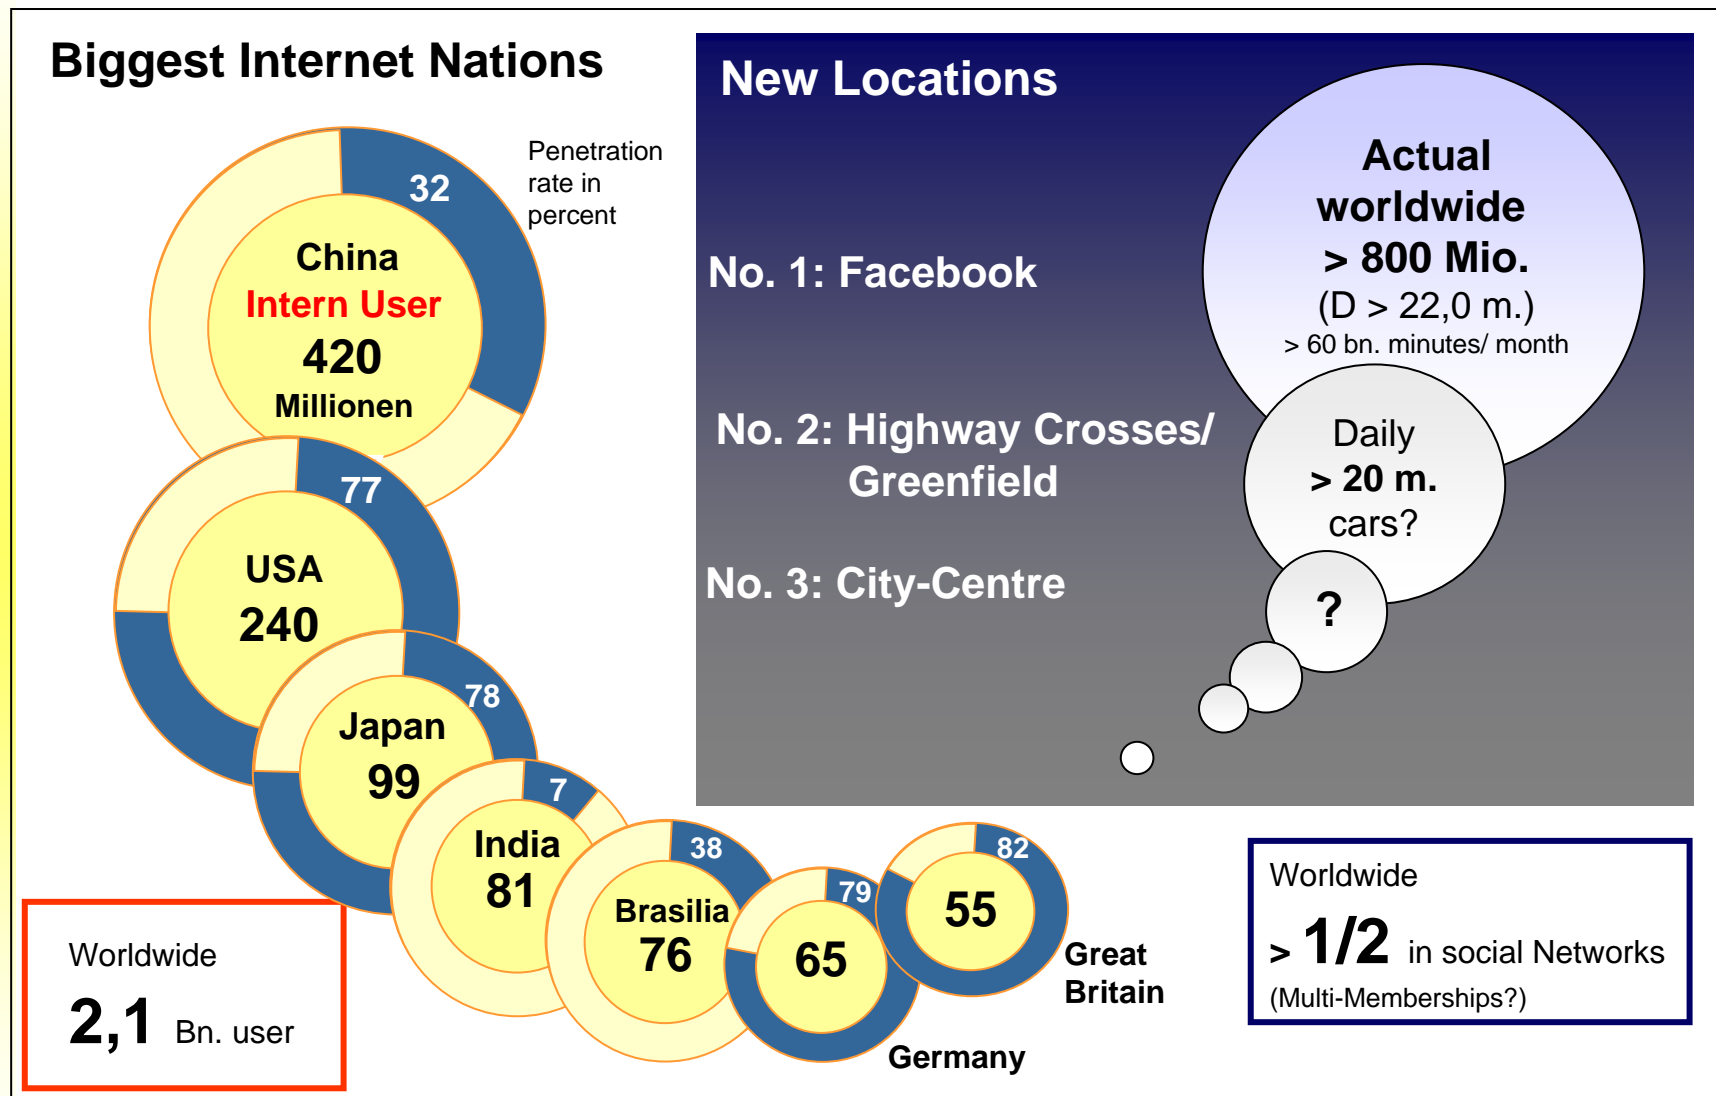 Biggest Internet Nations
Penetration
rate in
percent
32
China
Intern User
420
Millionen
77
USA
240
78
Japan
99
7
India
81
38
Brasilia
76
79
65
Germany
82
55
Great
Britain
Worldwide
2,1 Bn. user
New Locations
No. 1: Facebook
No. 2: Highway Crosses/
Greenfield
No. 3: City-Centre
Actual
worldwide
> 800 Mio.
(D > 22,0 m.)
> 60 bn. minutes/ month
Daily
> 20 m.
cars?
?
Worldwide
> 1/2 in social Networks
(Multi-Memberships?)